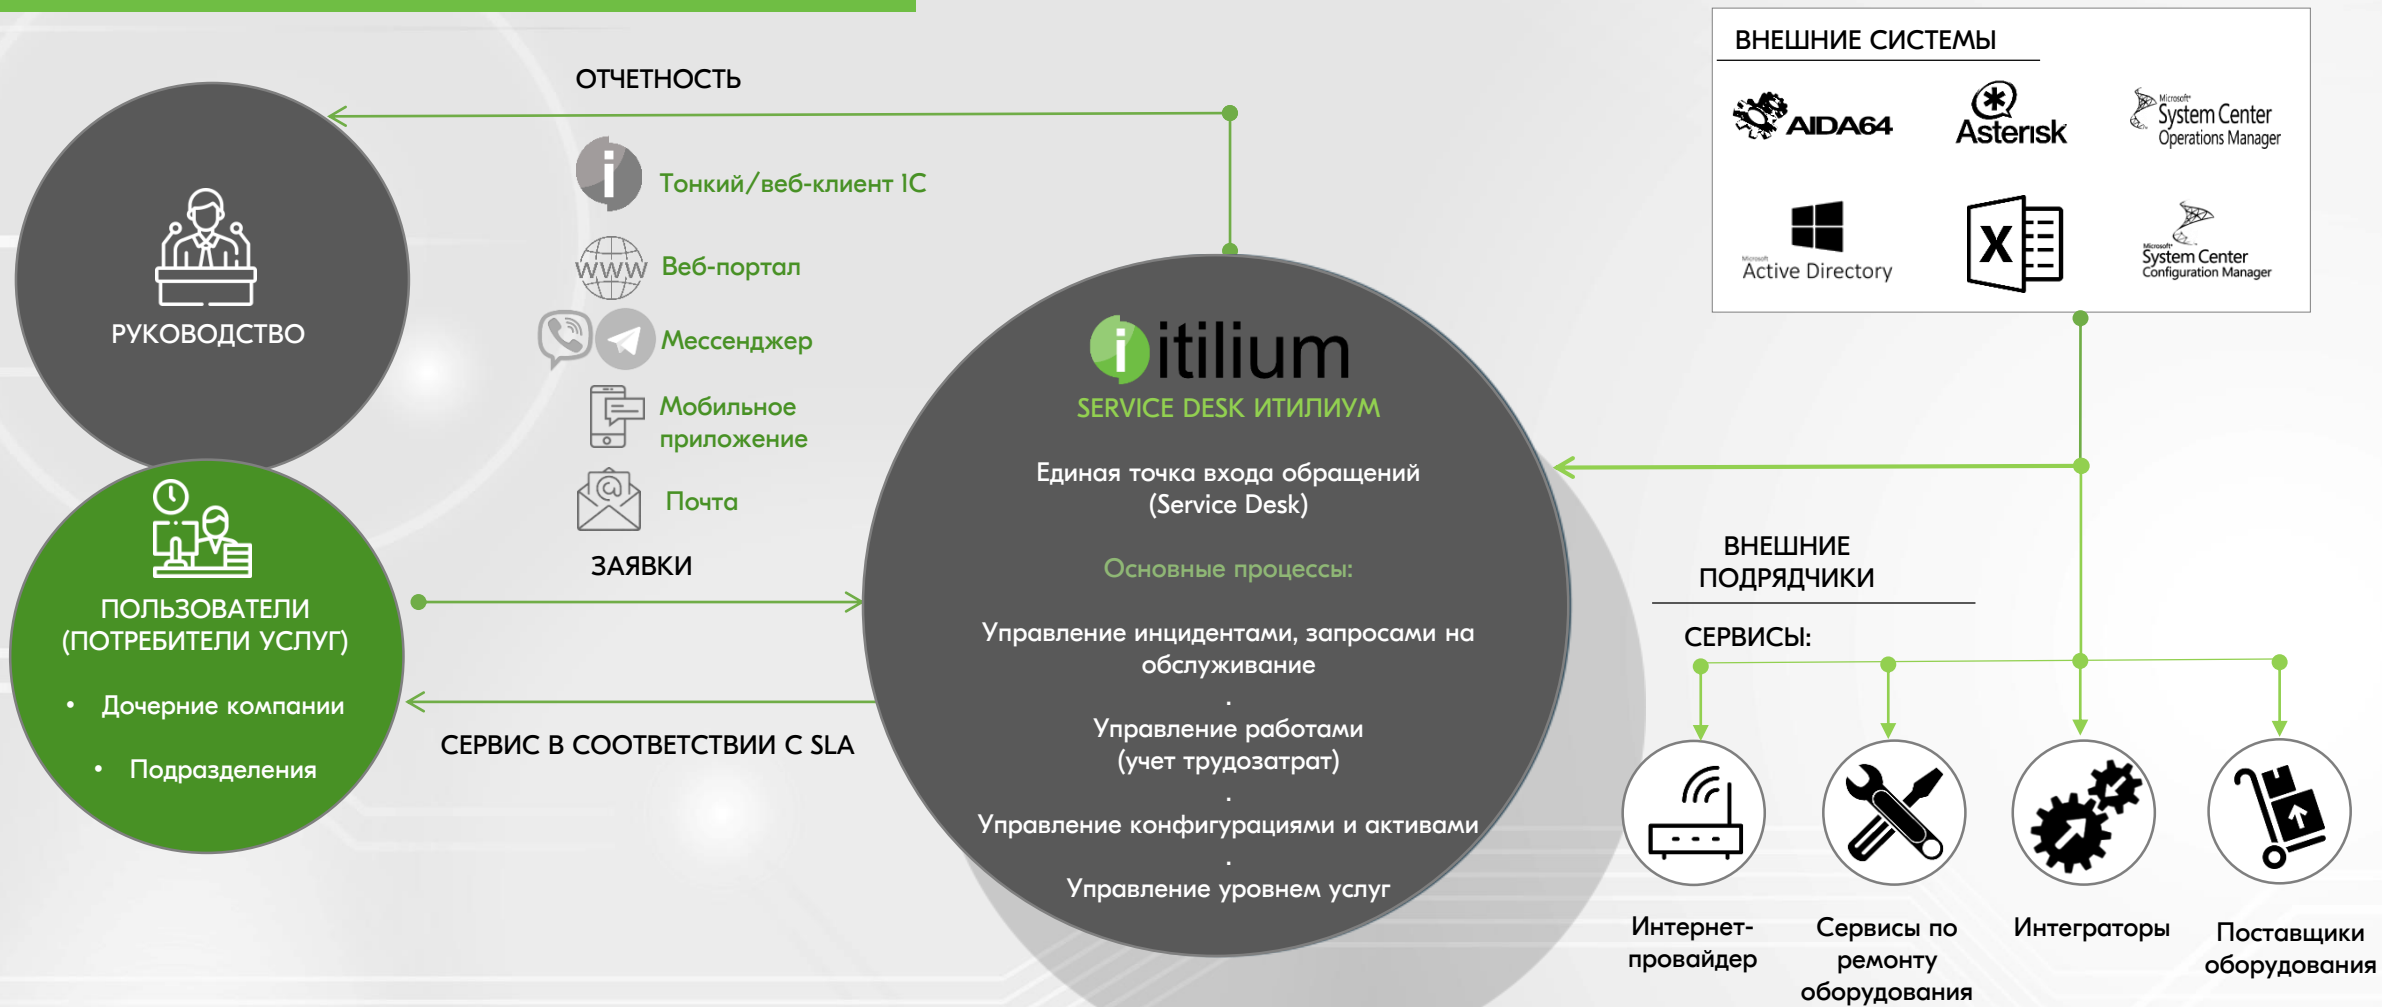 ОТЧЕТНОСТЬ
РУКОВОДСТВО
Тонкий/веб-клиент 1С
www
Веб-портал
Мессенджер
Мобильное
приложение
Почта
ЗАЯВКИ
ПОЛЬЗОВАТЕЛИ
(ПОТРЕБИТЕЛИ УСЛУГ)
• Дочерние компании
• Подразделения
СЕРВИС В СООТВЕТСТВИИ С SLA
itilium
SERVICE DESK ИТИЛИУМ
Единая точка входа обращений
(Service Desk)
Основные процессы:
Управление инцидентами, запросами на
обслуживание
.
Управление работами
(учет трудозатрат)
.
Управление конфигурациями и активами
.
Управление уровнем услуг
ВНЕШНИЕ СИСТЕМЫ
AIDA64
Asterisk
Microsoft
System Center
Operations Manager
Microsoft
Active Directory
X
Microsoft
System Center
Configuration Manager
ВНЕШНИЕ
ПОДРЯДЧИКИ
СЕРВИСЫ:
Интернет-
провайдер
Сервисы по
ремонту
оборудования
Интеграторы
Поставщики
оборудования